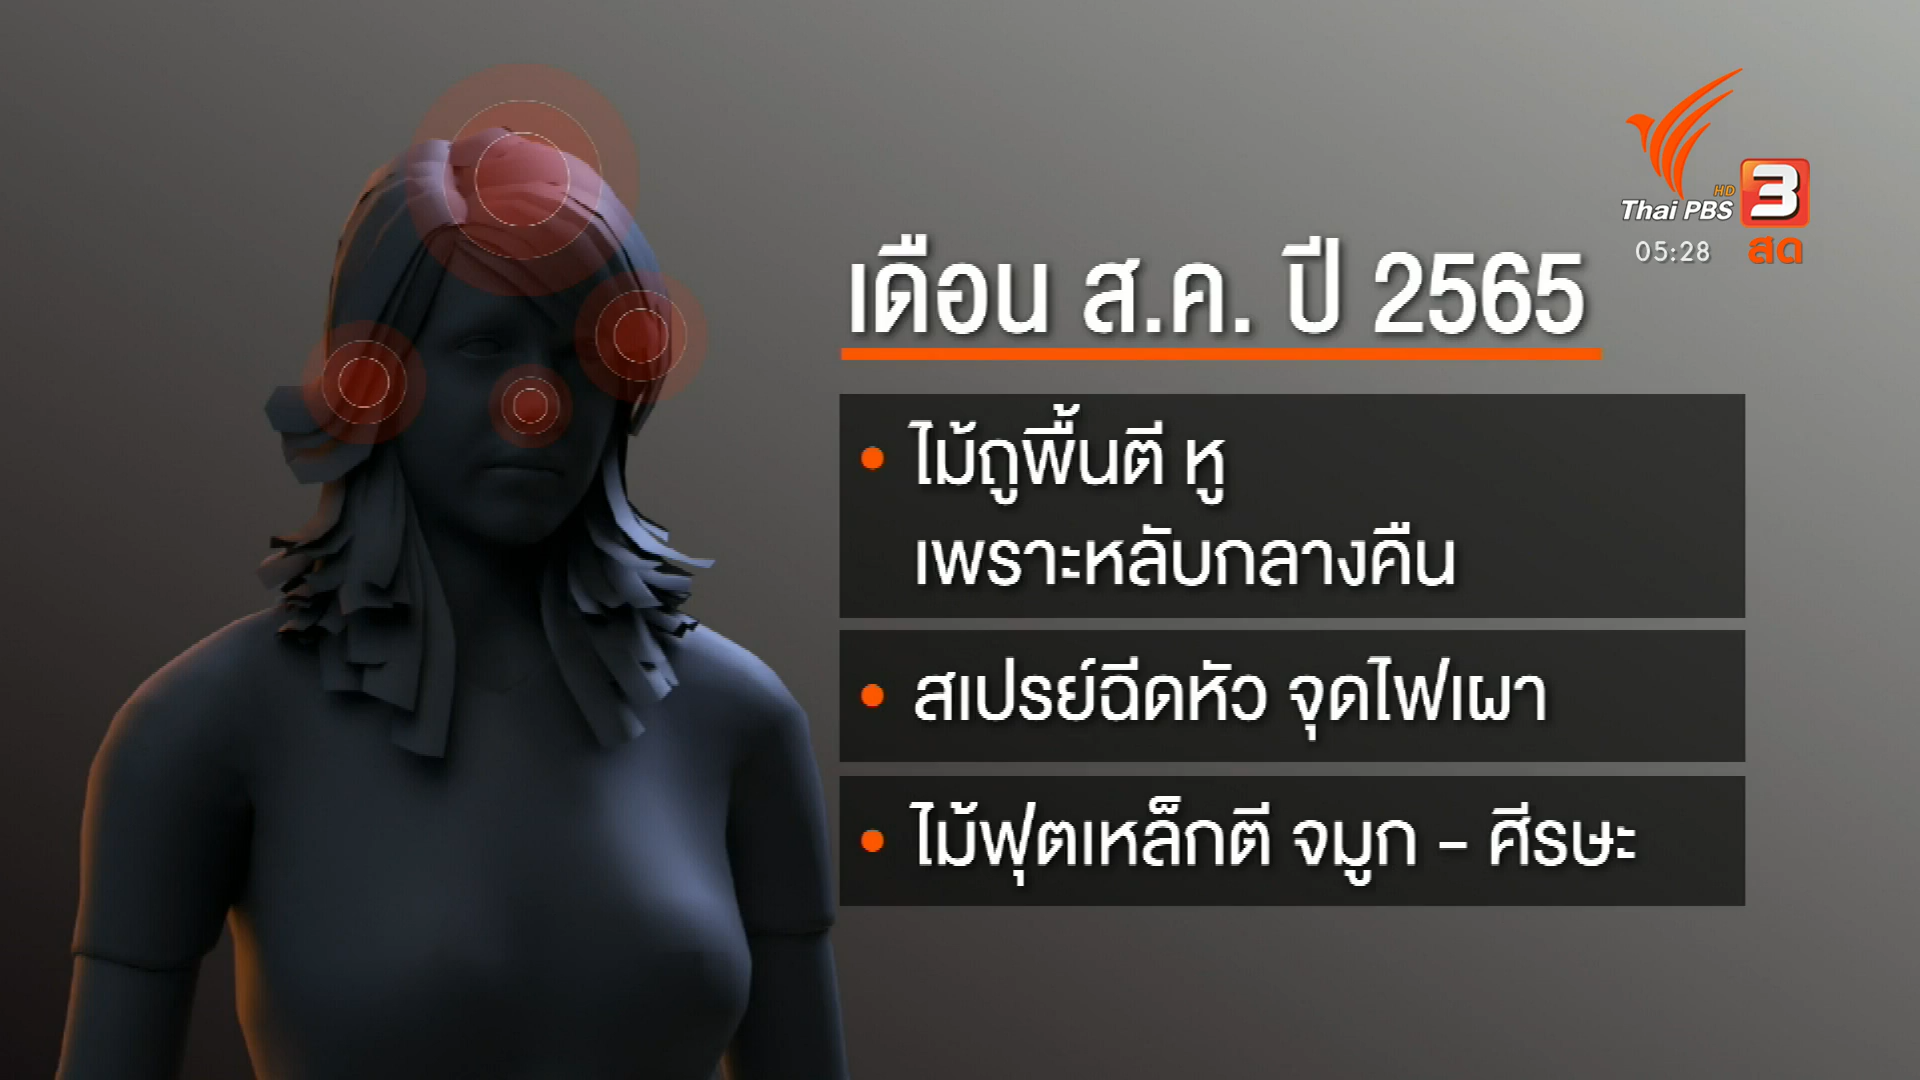 HD
Thai PBS 3
05:28 สด
เดือน ส.ค. ปี 2565
• ไม้ถูพื้นตี หู
เพราะหลับกลางคืน
• สเปรย์ฉีดหัว จุดไฟเผา
• ไม้ฟุตเหล็กตี จมูก - ศีรษะ